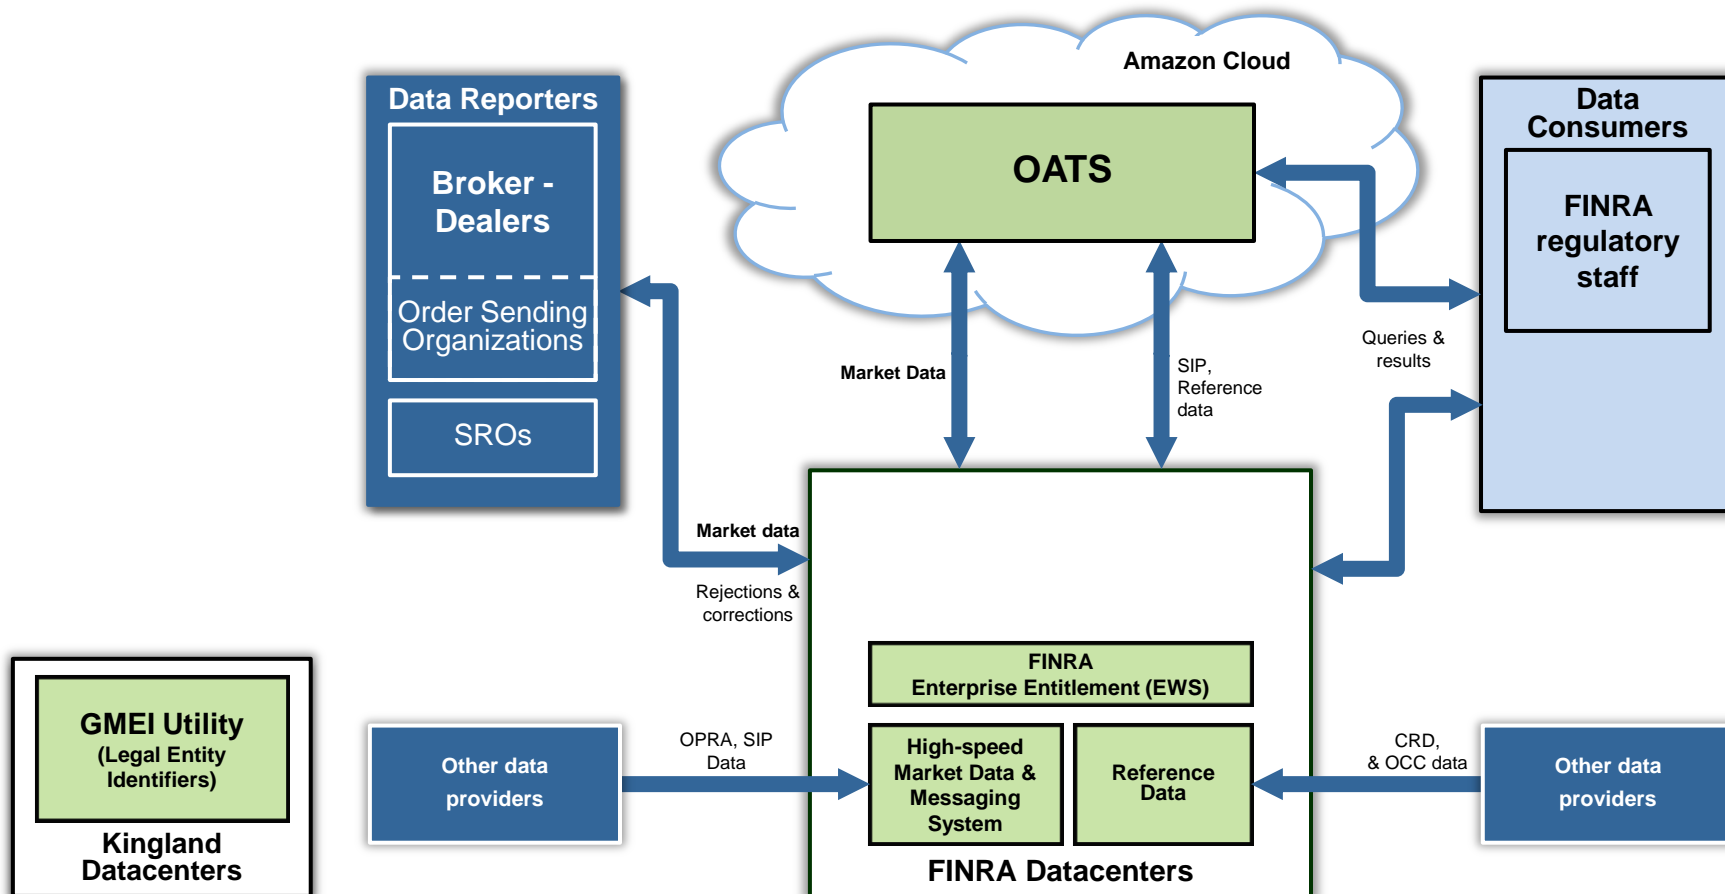 Amazon Cloud
Data Reporters
Broker -
Dealers
Order Sending
Organizations
SROs
OATS
Data
Consumers
FINRA
regulatory
staff
Queries &
results
Market Data
SIP,
Reference
data
Market data
Rejections &
corrections
FINRA
Enterprise Entitlement (EWS)
High-speed
Market Data &
Messaging
System
Reference
Data
FINRA Datacenters
GMEI Utility
(Legal Entity
Identifiers)
Kingland
Datacenters
Other data
providers
OPRA, SIP
Data
CRD,
& OCC data
Other data
providers